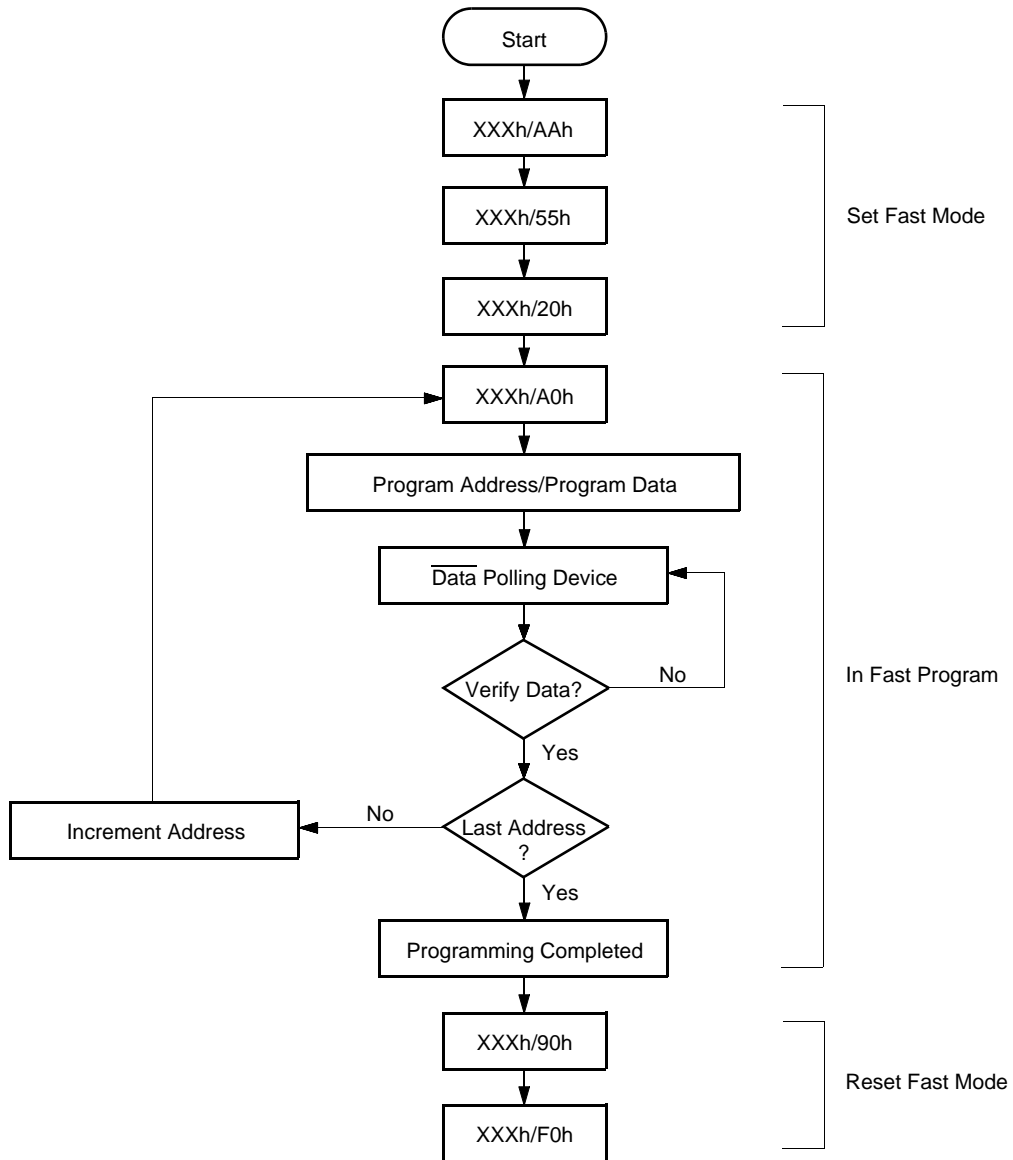 Start
XXXh/AAh
XXXh/55h
Set Fast Mode
XXXh/20h
XXXh/A0h
Program Address/Program Data
Data Polling Device
Verify Data?
No
In Fast Program
Yes
Increment Address
No
Last Address
?
Yes
Programming Completed
XXXh/90h
Reset Fast Mode
XXXh/F0h